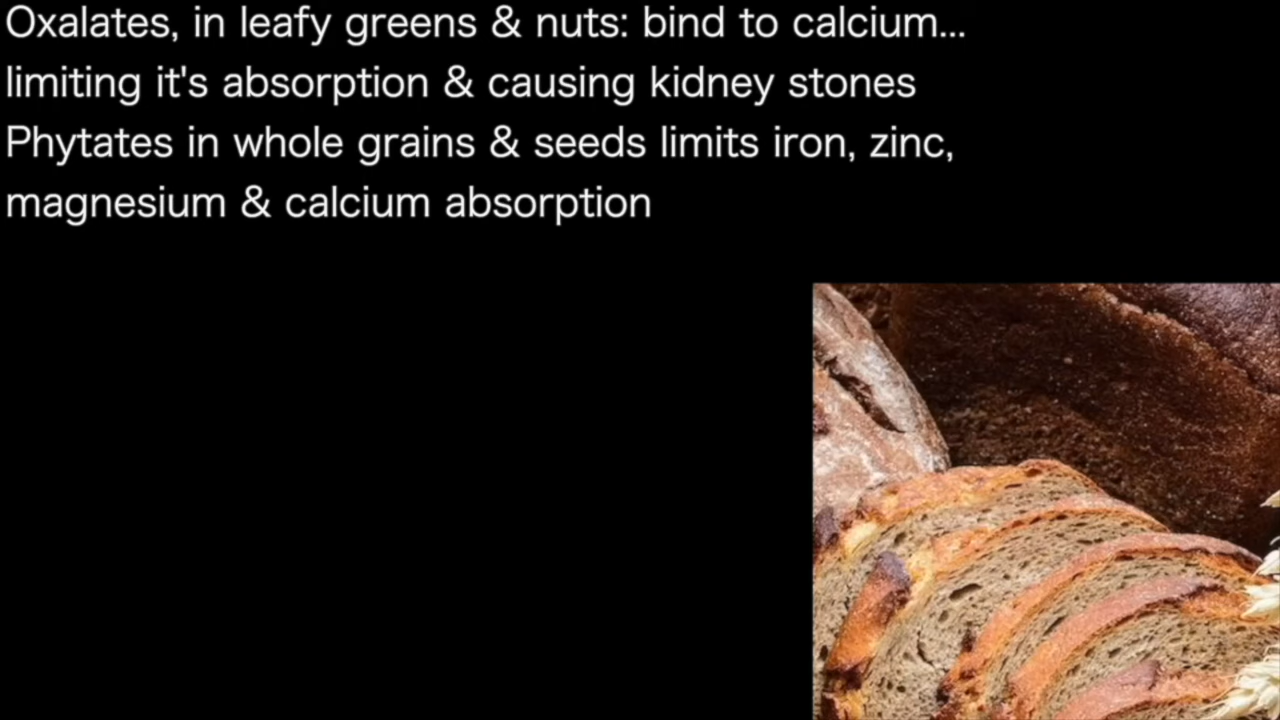 Oxalates, in leafy greens & nuts: bind to calcium...
limiting it's absorption & causing kidney stones
Phytates in whole grains & seeds limits iron, zinc,
magnesium & calcium absorption